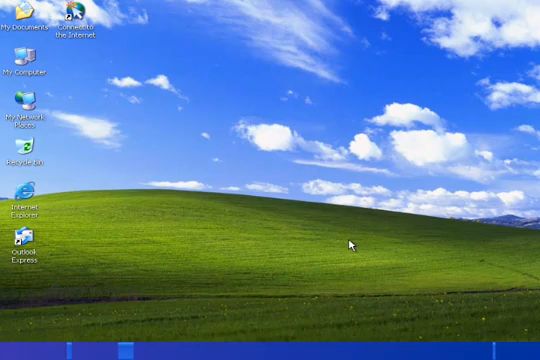 My Documents
Connect to
the Internet
My Computer
My Network
Places
Recycle Bin
Internet
Explorer
Outlook
Express